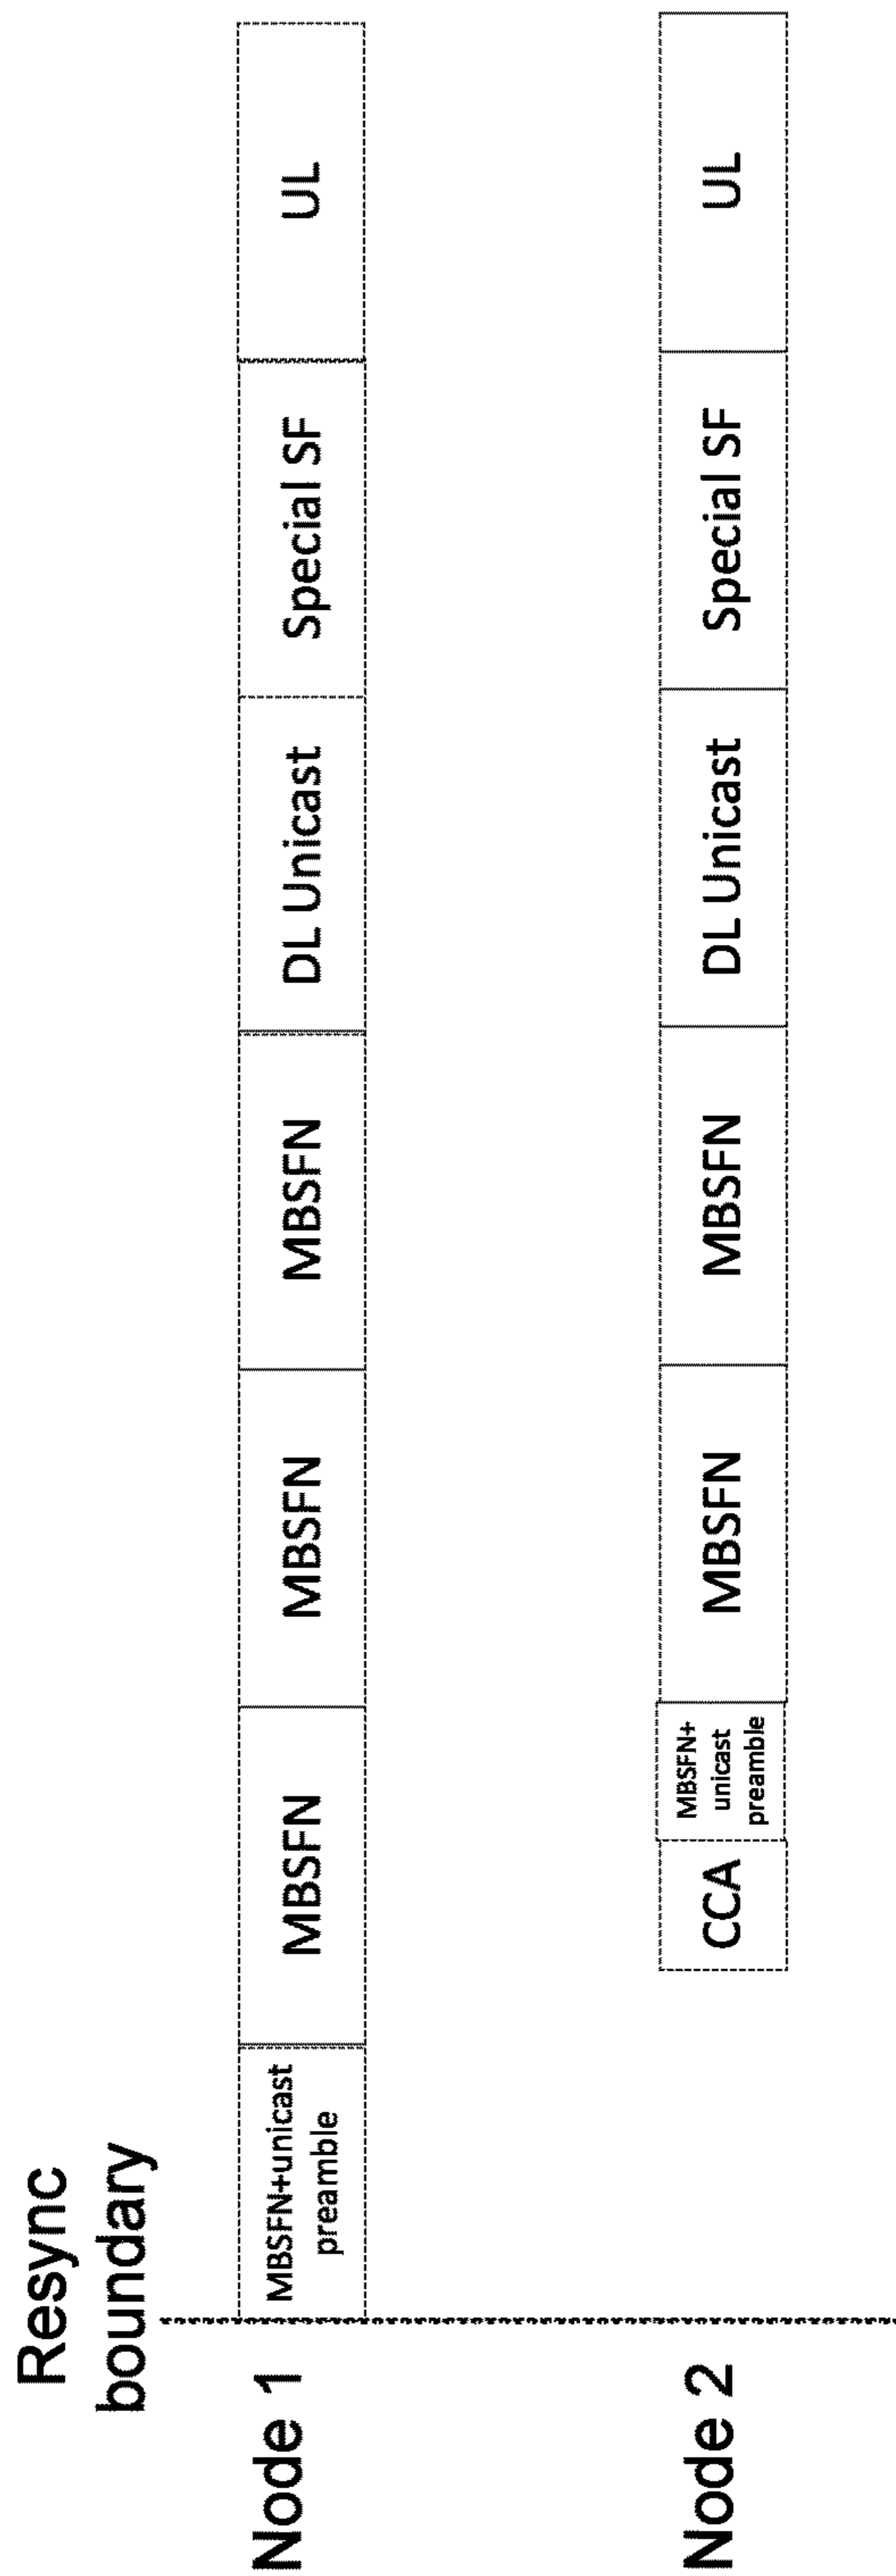 Resync
boundary
Node 1
MBSFN+unicast
preamble
MBSFN
MBSFN
MBSFN
DL Unicast
Special SF
UL
Node 2
CCA
MBSFN+
unicast
preamble
MBSFN
MBSFN
DL Unicast
Special SF
UL